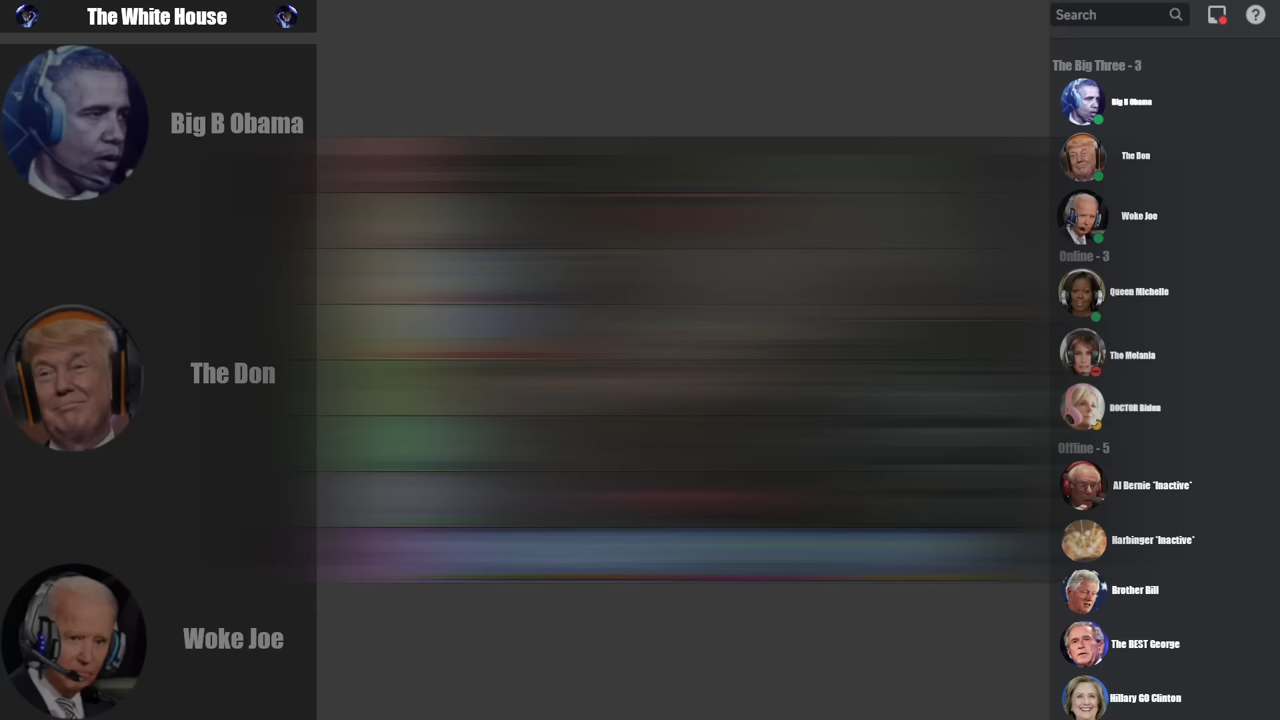 The White House
Big B Obama
The Don
Woke Joe
Search
?
The Big Three - 3
Big B Obama
The Don
Woke Joe
Online - 3
Queen Michelle
The Melania
DOCTOR Biden
Offline - 5
Al Bernie *Inactive*
Harbinger *Inactive*
Brother Bill
The BEST George
Hillary GO Clinton